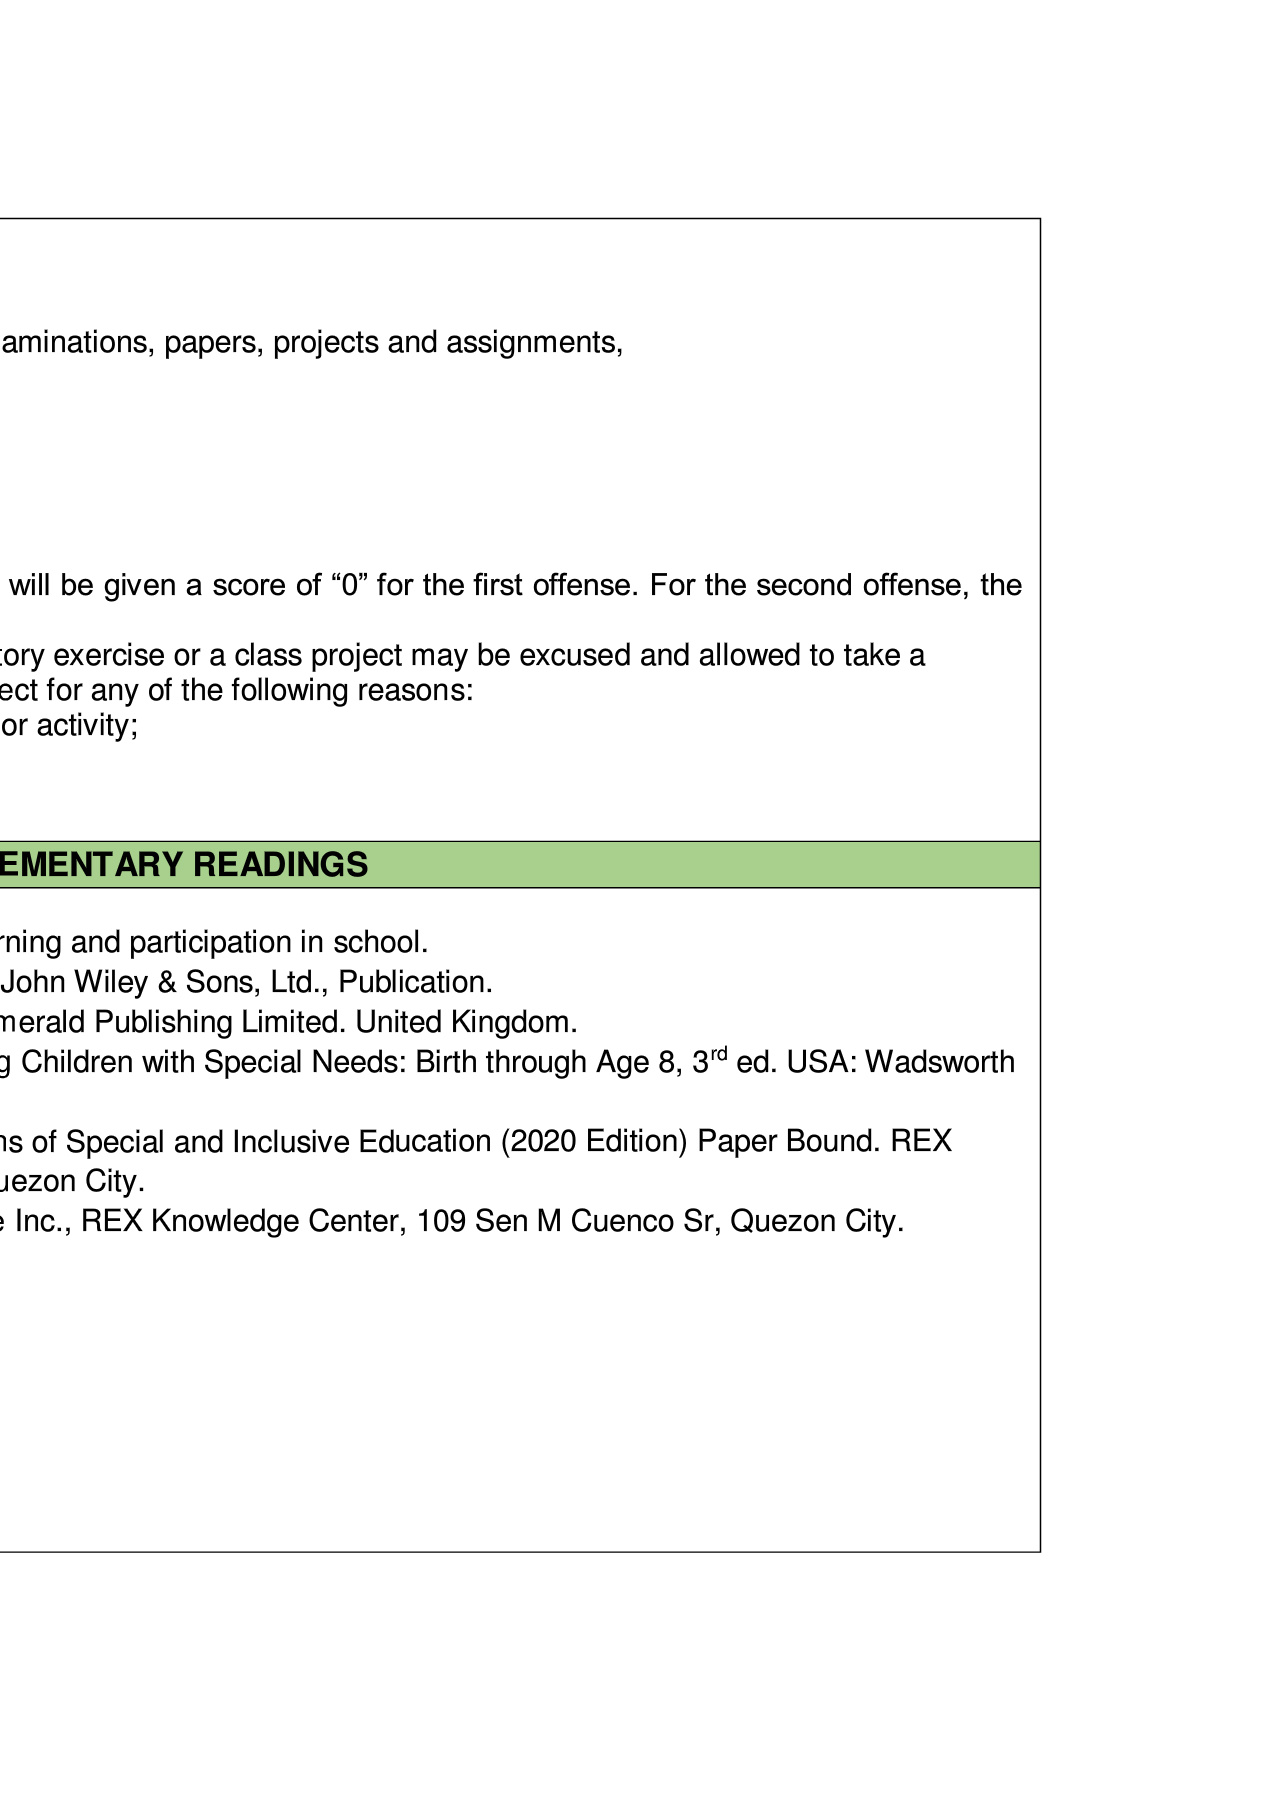 aminations, papers, projects and assignments,
will be given a score of “0” for the first offense. For the second offense, the
tory exercise or a class project may be excused and allowed to take a
ect for any of the following reasons:
or activity;
EMENTARY READINGS
rning and participation in school.
John Wiley & Sons, Ltd., Publication.
merald Publishing Limited. United Kingdom.
g Children with Special Needs: Birth through Age 8, 3rd ed. USA: Wadsworth
ns of Special and Inclusive Education (2020 Edition) Paper Bound. REX
uezon City.
e Inc., REX Knowledge Center, 109 Sen M Cuenco Sr, Quezon City.